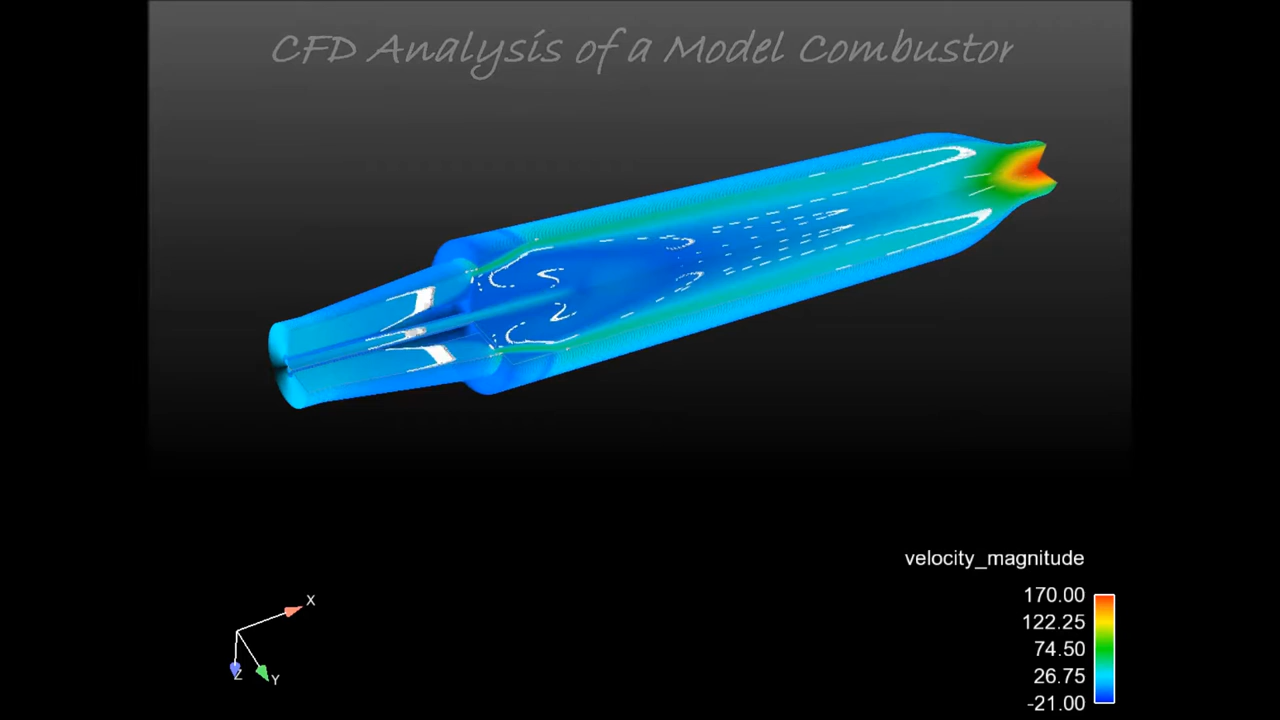 CFD Analysis of a Model Combustor
velocity_magnitude
170.00
122.25
74.50
26.75
-21.00
X
Z
Y